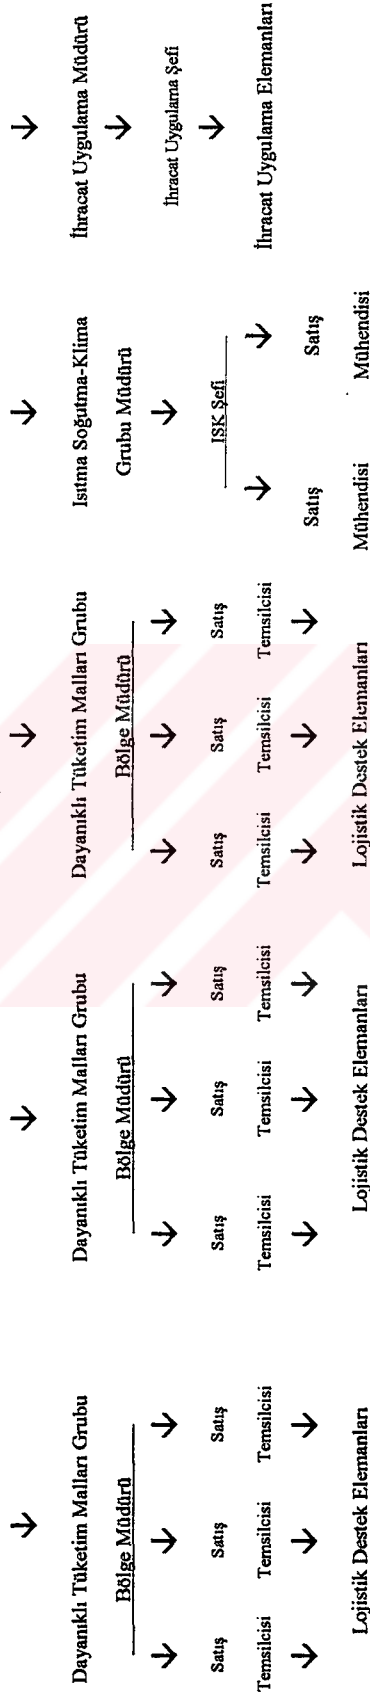 Dayanıklı Tüketim Malları Grubu
Bölge Müdürü
Satış Satış Satış
Temsilcisi Temsilcisi Temsilcisi
Lojistik Destek Elemanları
Dayanıklı Tüketim Malları Grubu
Bölge Müdürü
Satış Satış Satış
Temsilcisi Temsilcisi Temsilcisi
Lojistik Destek Elemanları
Dayanıklı Tüketim Malları Grubu
Bölge Müdürü
Satış Satış Satış
Temsilcisi Temsilcisi Temsilcisi
Lojistik Destek Elemanları
Isıtma Soğutma-Klima
Grubu Müdürü
ISK Şefi
Satış Satış
Mühendisi Mühendisi
İhracat Uygulama Müdürü
İhracat Uygulama Şefi
İhracat Uygulama Elemanları